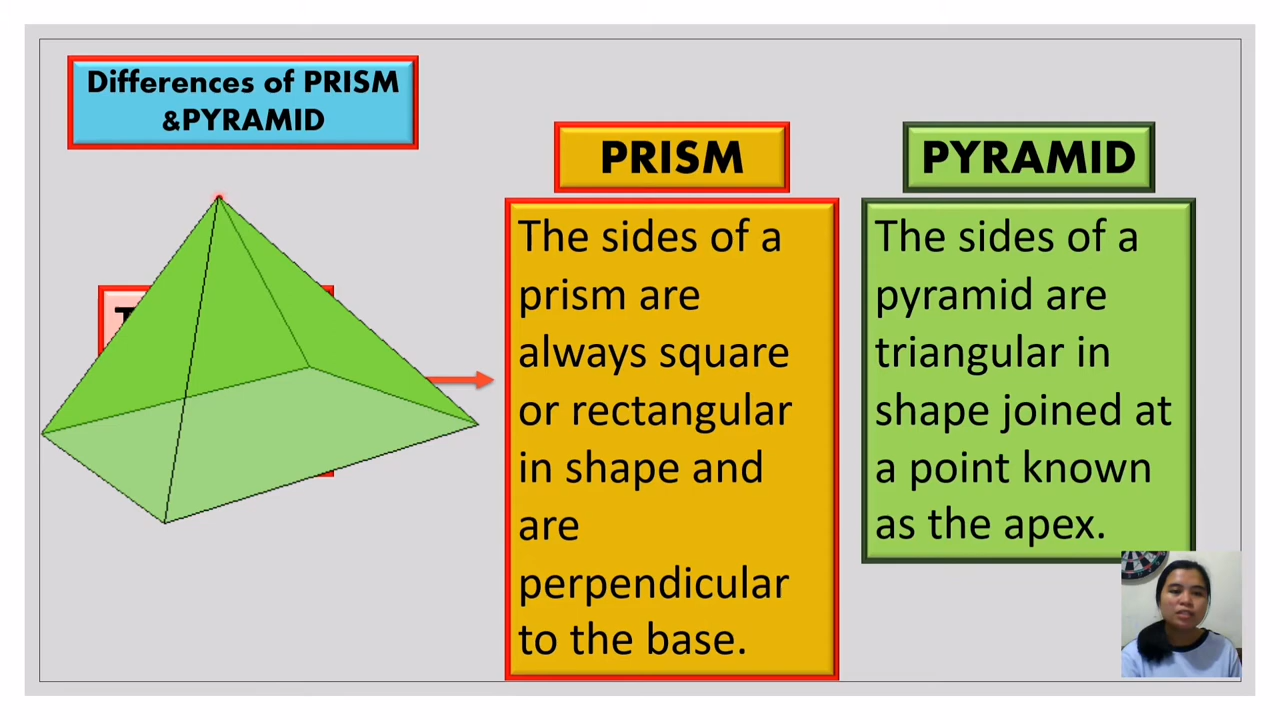 Differences of PRISM
&PYRAMID
PRISM
The sides of a
prism are
always square
or rectangular
in shape and
are
perpendicular
to the base.
PYRAMID
The sides of a
pyramid are
triangular in
shape joined at
a point known
as the apex.